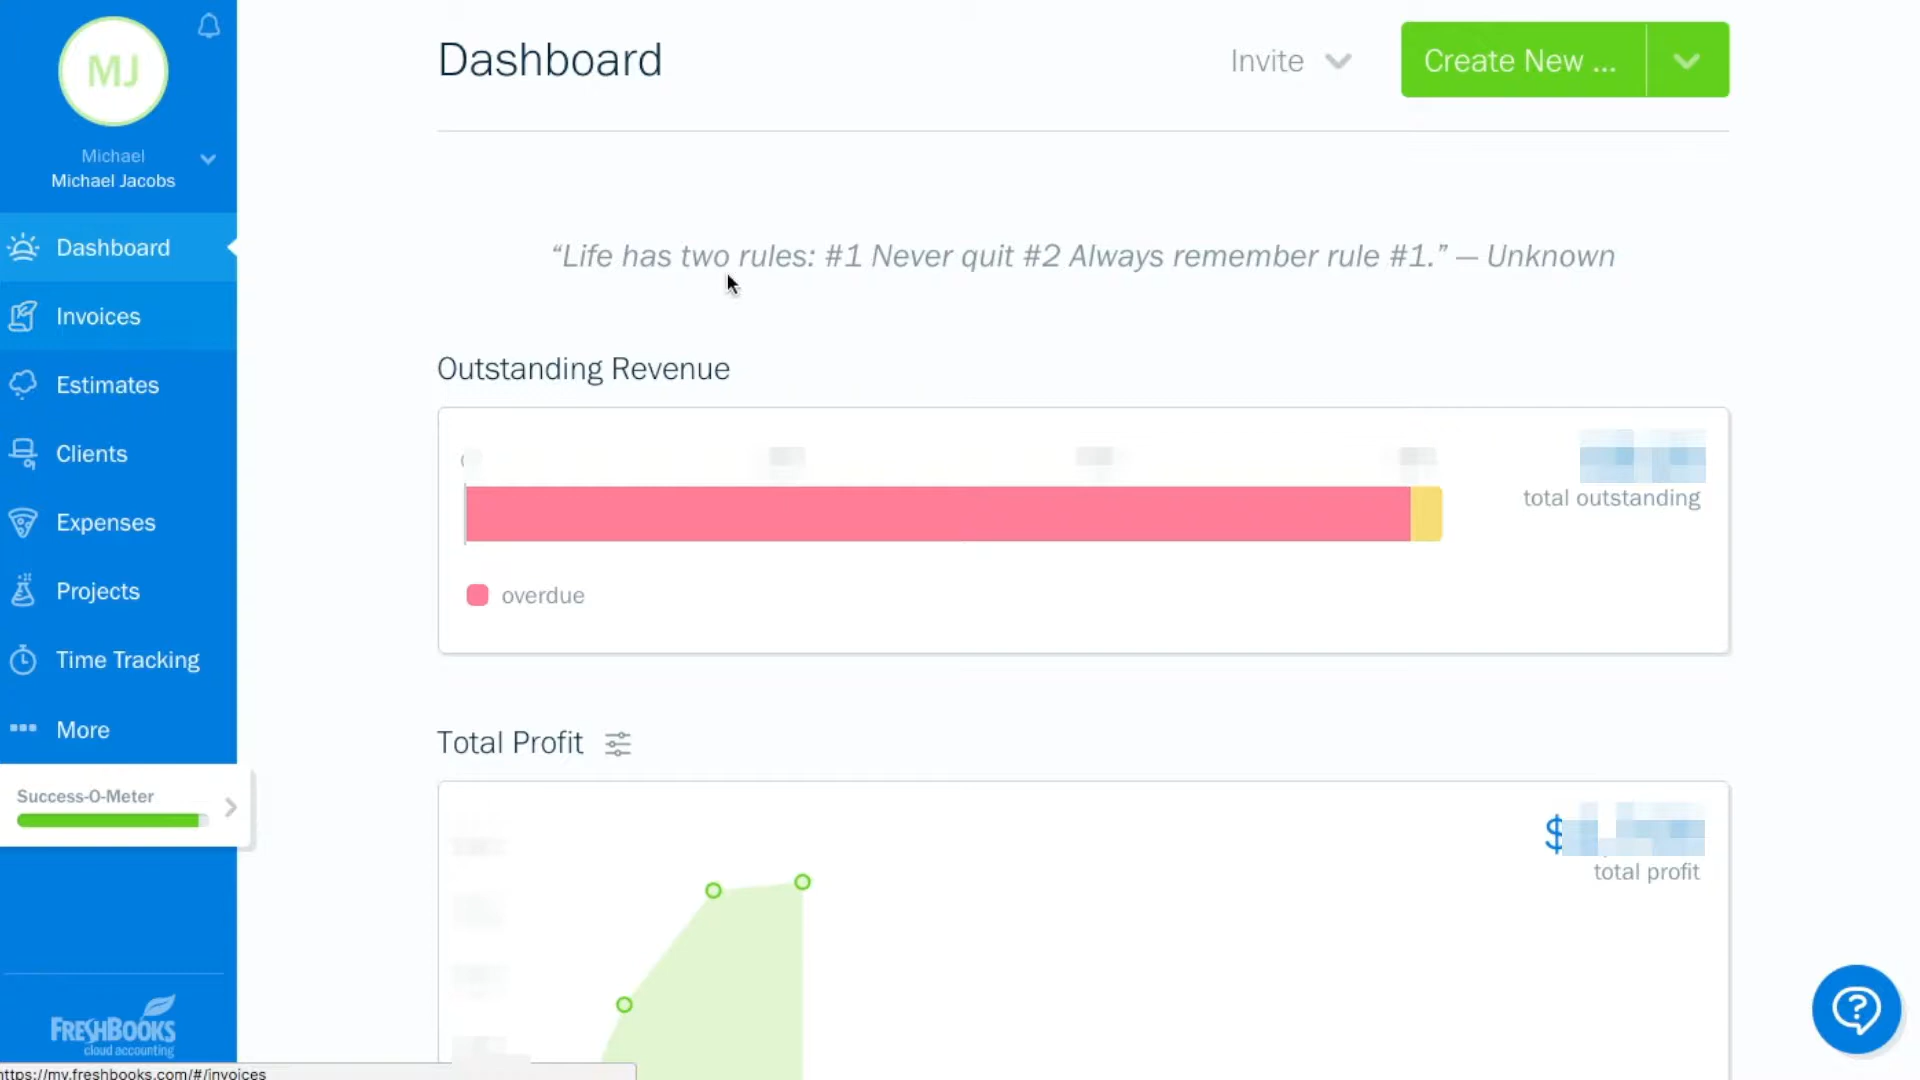 MJ
Michael
Michael Jacobs
Dashboard
Invoices
Estimates
Clients
Expenses
Projects
Time Tracking
More
Success-O-Meter
FRESHBOOKS
cloud accounting
https://my.freshbooks.com/#/invoices
Dashboard
Invite
Create New ...
“Life has two rules: #1 Never quit #2 Always remember rule #1.” — Unknown
Outstanding Revenue
total outstanding
overdue
Total Profit
$
total profit